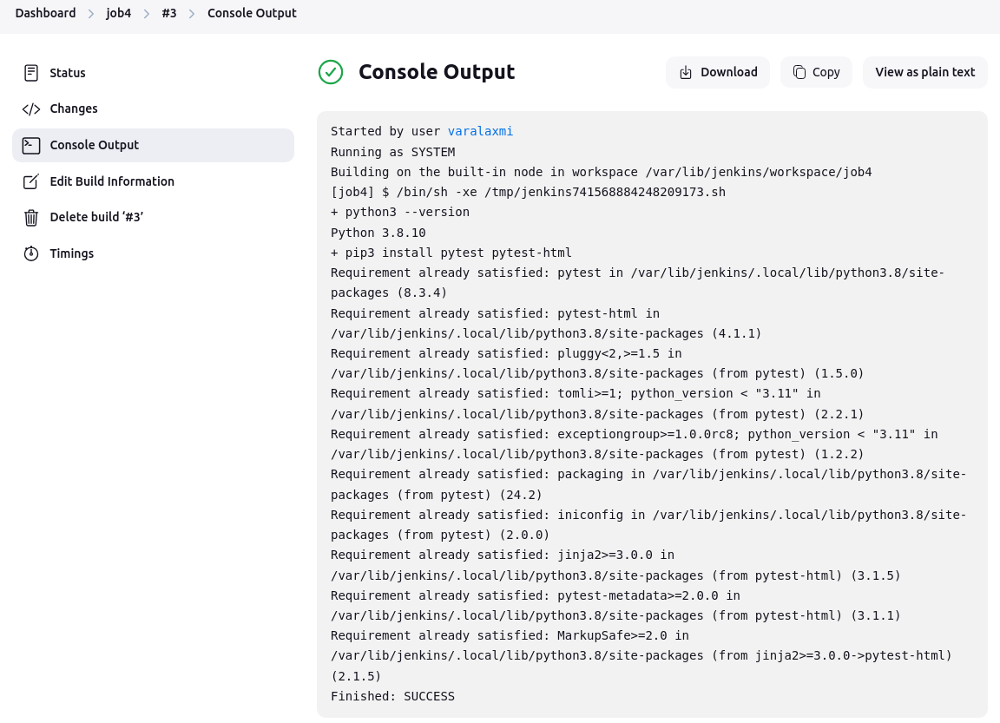 Dashboard > job4 > #3 > Console Output
Status
Changes
Console Output
Edit Build Information
Delete build ‘#3’
Timings
Console Output
Download
Copy
View as plain text
Started by user varalaxmi
Running as SYSTEM
Building on the built-in node in workspace /var/lib/jenkins/workspace/job4
[job4] $ /bin/sh -xe /tmp/jenkins741568884248209173.sh
+ python3 --version
Python 3.8.10
+ pip3 install pytest pytest-html
Requirement already satisfied: pytest in /var/lib/jenkins/.local/lib/python3.8/site-
packages (8.3.4)
Requirement already satisfied: pytest-html in
/var/lib/jenkins/.local/lib/python3.8/site-packages (4.1.1)
Requirement already satisfied: pluggy<2,>=1.5 in
/var/lib/jenkins/.local/lib/python3.8/site-packages (from pytest) (1.5.0)
Requirement already satisfied: tomli>=1; python_version < "3.11" in
/var/lib/jenkins/.local/lib/python3.8/site-packages (from pytest) (2.2.1)
Requirement already satisfied: exceptiongroup>=1.0.0rc8; python_version < "3.11" in
/var/lib/jenkins/.local/lib/python3.8/site-packages (from pytest) (1.2.2)
Requirement already satisfied: packaging in /var/lib/jenkins/.local/lib/python3.8/site-
packages (from pytest) (24.2)
Requirement already satisfied: iniconfig in /var/lib/jenkins/.local/lib/python3.8/site-
packages (from pytest) (2.0.0)
Requirement already satisfied: jinja2>=3.0.0 in
/var/lib/jenkins/.local/lib/python3.8/site-packages (from pytest-html) (3.1.5)
Requirement already satisfied: pytest-metadata>=2.0.0 in
/var/lib/jenkins/.local/lib/python3.8/site-packages (from pytest-html) (3.1.1)
Requirement already satisfied: MarkupSafe>=2.0 in
/var/lib/jenkins/.local/lib/python3.8/site-packages (from jinja2>=3.0.0->pytest-html)
(2.1.5)
Finished: SUCCESS